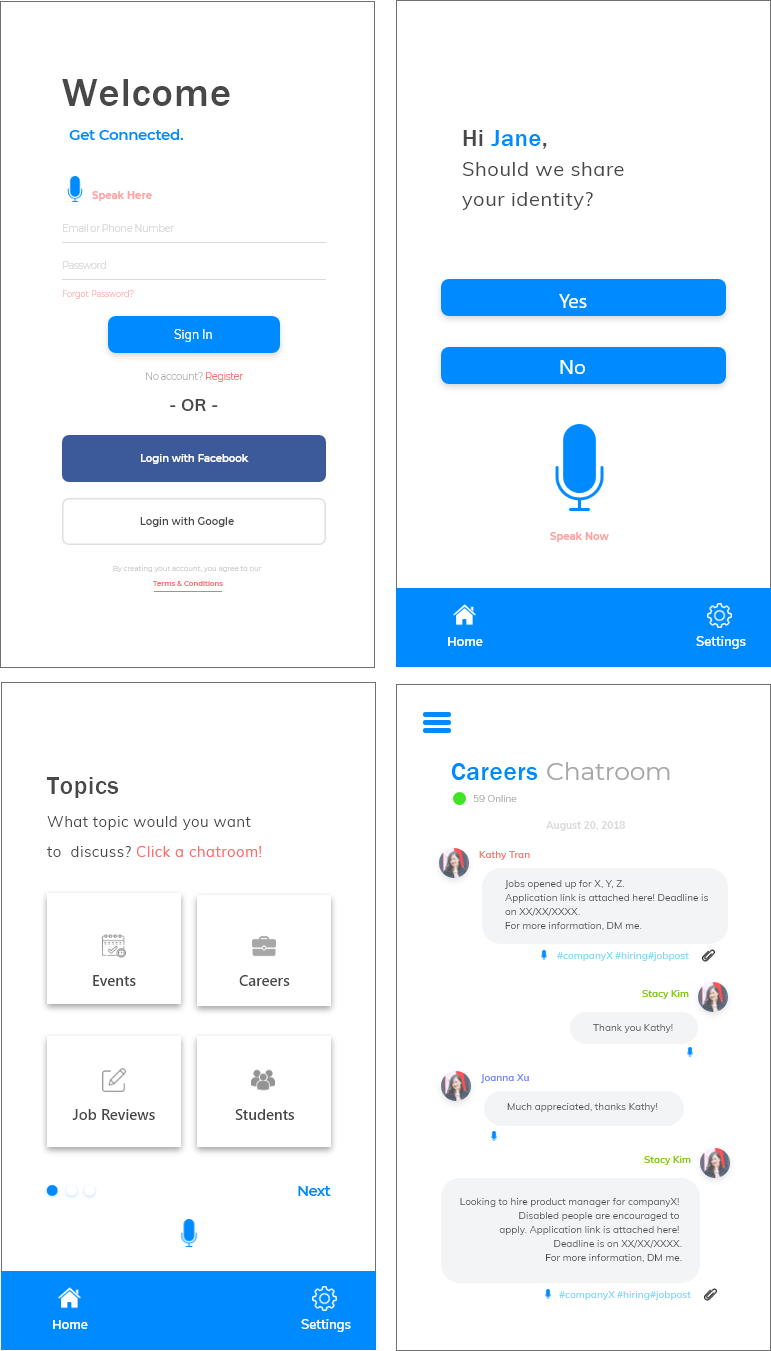 Welcome
Get Connected.
Speak Here
Email or Phone Number
Password
Forgot Password?
Sign In
No account? Register
- OR -
Login with Facebook
Login with Google
By creating your account, you agree to our
Terms & Conditions
Hi Jane,
Should we share
your identity?
Yes
No
Speak Now
Home
Settings
Topics
What topic would you want
to discuss? Click a chatroom!
Events
Careers
Job Reviews
Students
Next
Home
Settings
Careers Chatroom
59 Online
August 20, 2018
Kathy Tran
Jobs opened up for X, Y, Z.
Application link is attached here! Deadline is
on XX/XX/XXXX.
For more information, DM me.
#companyX #hiring#jobpost
Stacy Kim
Thank you Kathy!
Joanna Xu
Much appreciated, thanks Kathy!
Stacy Kim
Looking to hire product manager for companyX!
Disabled people are encouraged to
apply. Application link is attached here!
Deadline is on XX/XX/XXXX.
For more information, DM me.
#companyX #hiring#jobpost